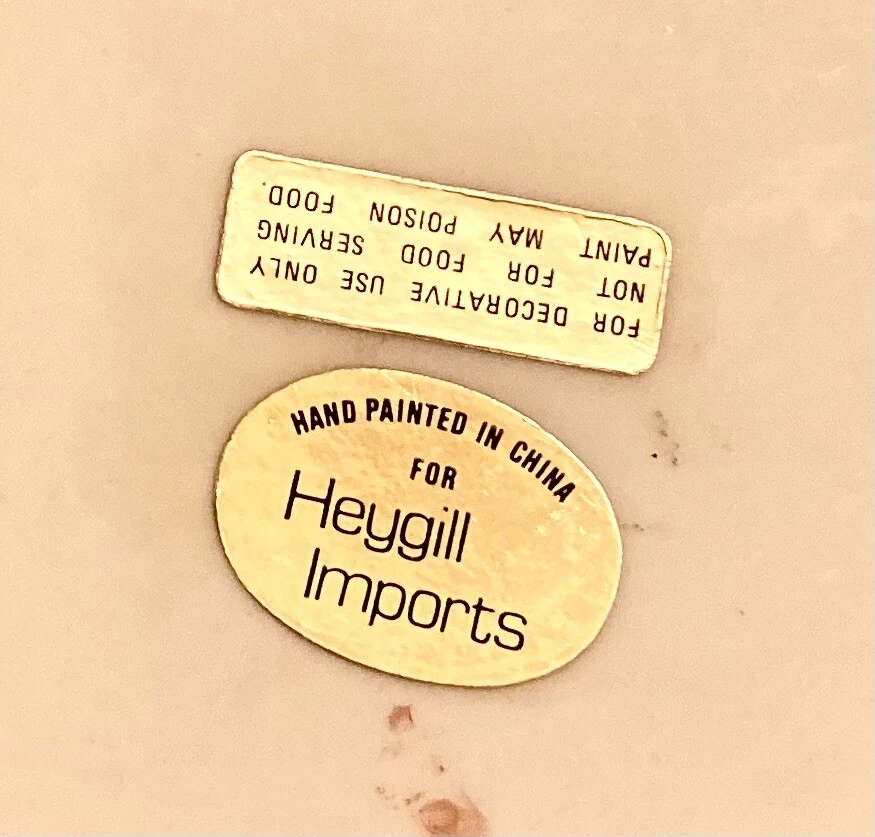 FOR DECORATIVE USE ONLY
NOT FOR FOOD SERVING
PAINT MAY POISON FOOD
HAND PAINTED IN CHINA
FOR
Heygill
Imports